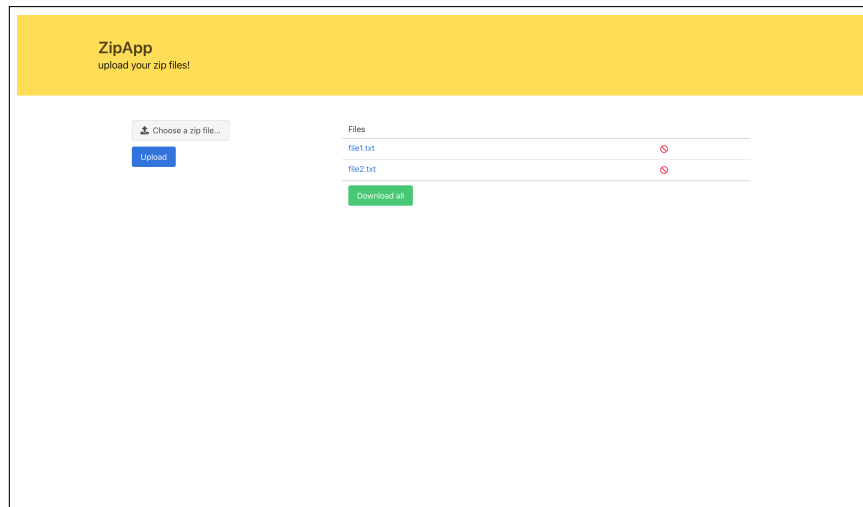 ZipApp
upload your zip files!
Choose a zip file...
Upload
Files
file1.txt
file2.txt
Download all